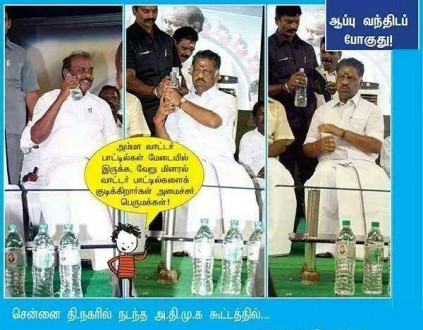 ஆப்பு வந்திடப்
போகுது!
அம்மா வாட்டர்
பாட்டில்கள் மேடையில்
இருக்க, வேறு மினரல்
வாட்டர் பாட்டில்களைக்
குடிக்கிறார்கள் அமைச்சர்
பெருமக்கள்!
சென்னை தி.நகரில் நடந்த அ.தி.மு.க கூட்டத்தில்...